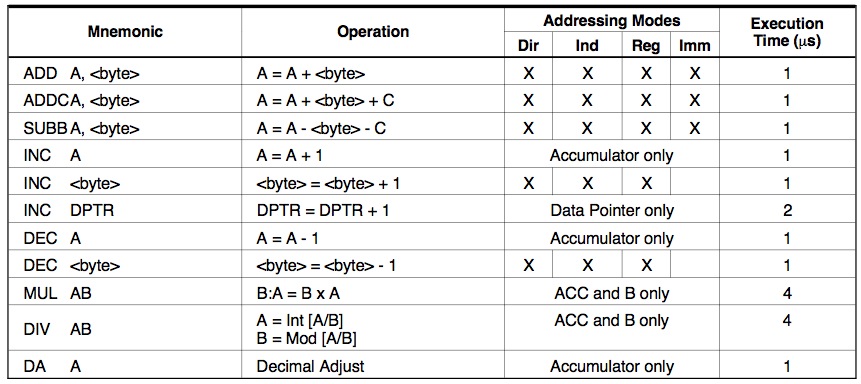 Mnemonic Operation Addressing Modes Execution Time (μs)
Dir Ind Reg Imm
ADD A, <byte> A = A + <byte> X X X X 1
ADDC A, <byte> A = A + <byte> + C X X X X 1
SUBB A, <byte> A = A - <byte> - C X X X X 1
INC A A = A + 1 Accumulator only 1
INC <byte> <byte> = <byte> + 1 X X X 1
INC DPTR DPTR = DPTR + 1 Data Pointer only 2
DEC A A = A - 1 Accumulator only 1
DEC <byte> <byte> = <byte> - 1 X X X 1
MUL AB B:A = B x A ACC and B only 4
DIV AB A = Int [A/B] ACC and B only 4
B = Mod [A/B]
DA A Decimal Adjust Accumulator only 1